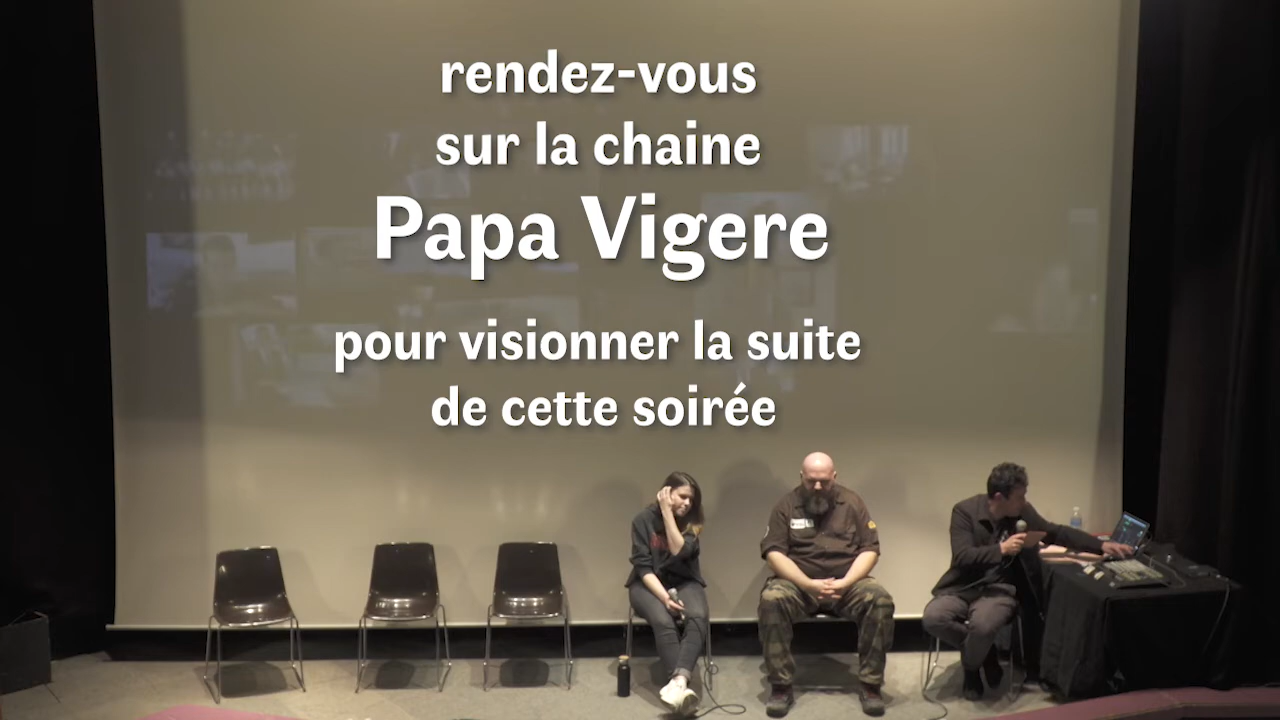 rendez-vous
sur la chaine
Papa Vigere
pour visionner la suite
de cette soirée